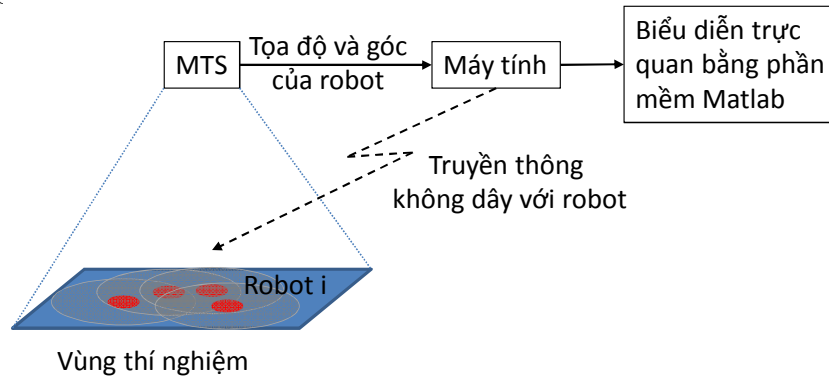 MTS
Tọa độ và góc
của robot
Máy tính
Biểu diễn trực
quan bằng phần
mềm Matlab
Truyền thông
không dây với robot
Robot i
Vùng thí nghiệm